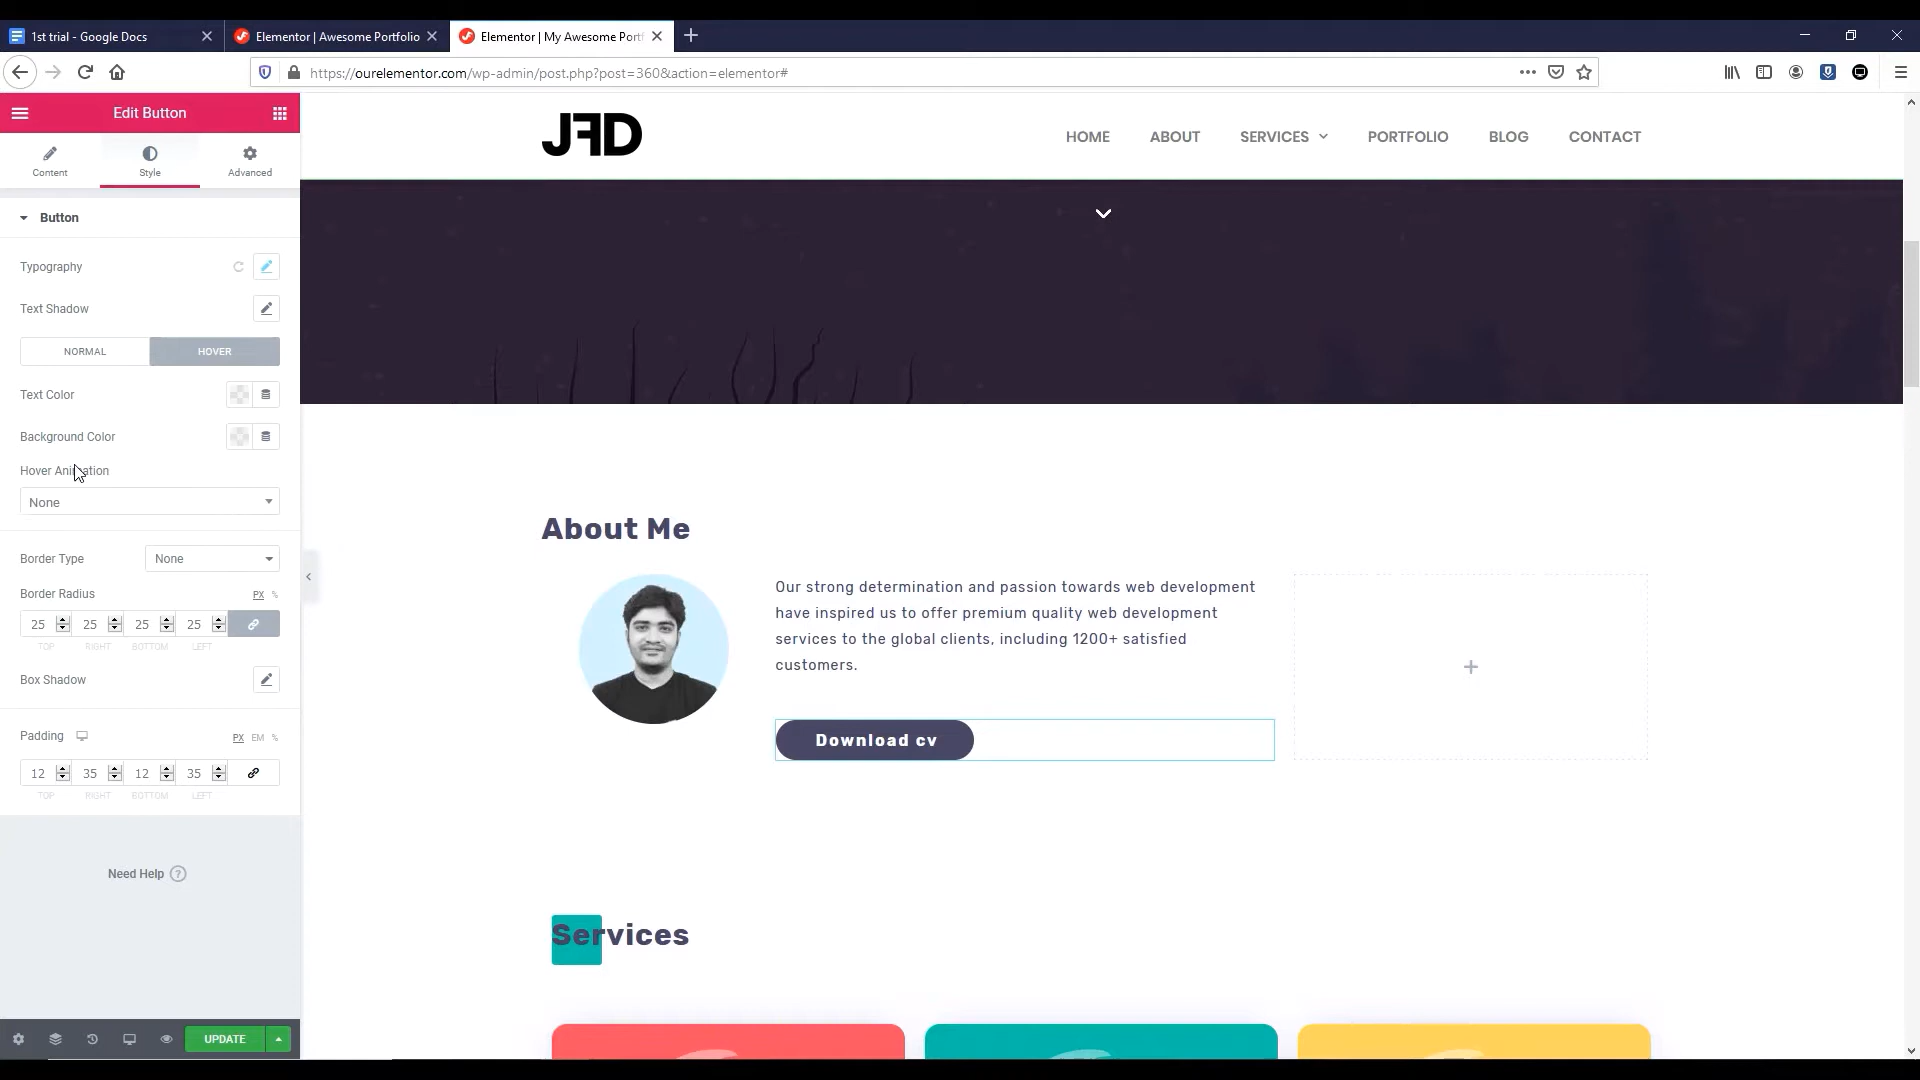 1st trial - Google Docs
Elementor | Awesome Portfolio
Elementor | My Awesome Port
https://ourelementor.com/wp-admin/post.php?post=360&action=elementor#
Edit Button
Content
Style
Advanced
Button
Typography
Text Shadow
NORMAL
HOVER
Text Color
Background Color
Hover Animation
None
Border Type
None
Border Radius
PX %
25 25 25 25
TOP RIGHT BOTTOM LEFT
Box Shadow
Padding
PX EM %
12 35 12 35
TOP RIGHT BOTTOM LEFT
Need Help ?
UPDATE
JFD
HOME ABOUT SERVICES PORTFOLIO BLOG CONTACT
About Me
Our strong determination and passion towards web development
have inspired us to offer premium quality web development
services to the global clients, including 1200+ satisfied
customers.
Download cv
Services